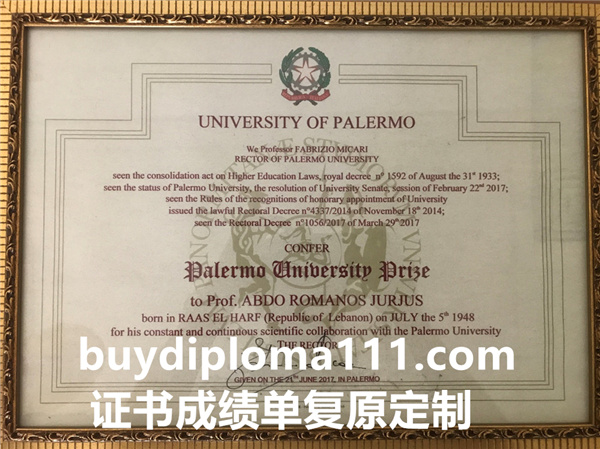 UNIVERSITY OF PALERMO
We Professor FABRIZIO MICARI
RECTOR OF PALERMO UNIVERSITY
seen the consolidation act on Higher Education Laws, royal decree n° 1592 of August the 31st 1933;
seen the status of Palermo University, the resolution of University Senate, session of February 22nd 2017;
seen the Rules of the recognitions of honorary appointment of University
issued the lawful Rectoral Decree n°4337/2014 of November 18th 2014;
seen the Rectoral Decree n°1056/2017 of March 29th 2017
CONFER
Palermo University Prize
to Prof. ABDO ROMANOS JURJUS
born in RAAS EL HARF (Republic of Lebanon) on JULY the 5th 1948
for his constant and continuous scientific collaboration with the Palermo University
THE RECTOR
buydiploma111.com
GIVEN ON THE 21st JUNE 2017, IN PALERMO
证书成绩单复原定制